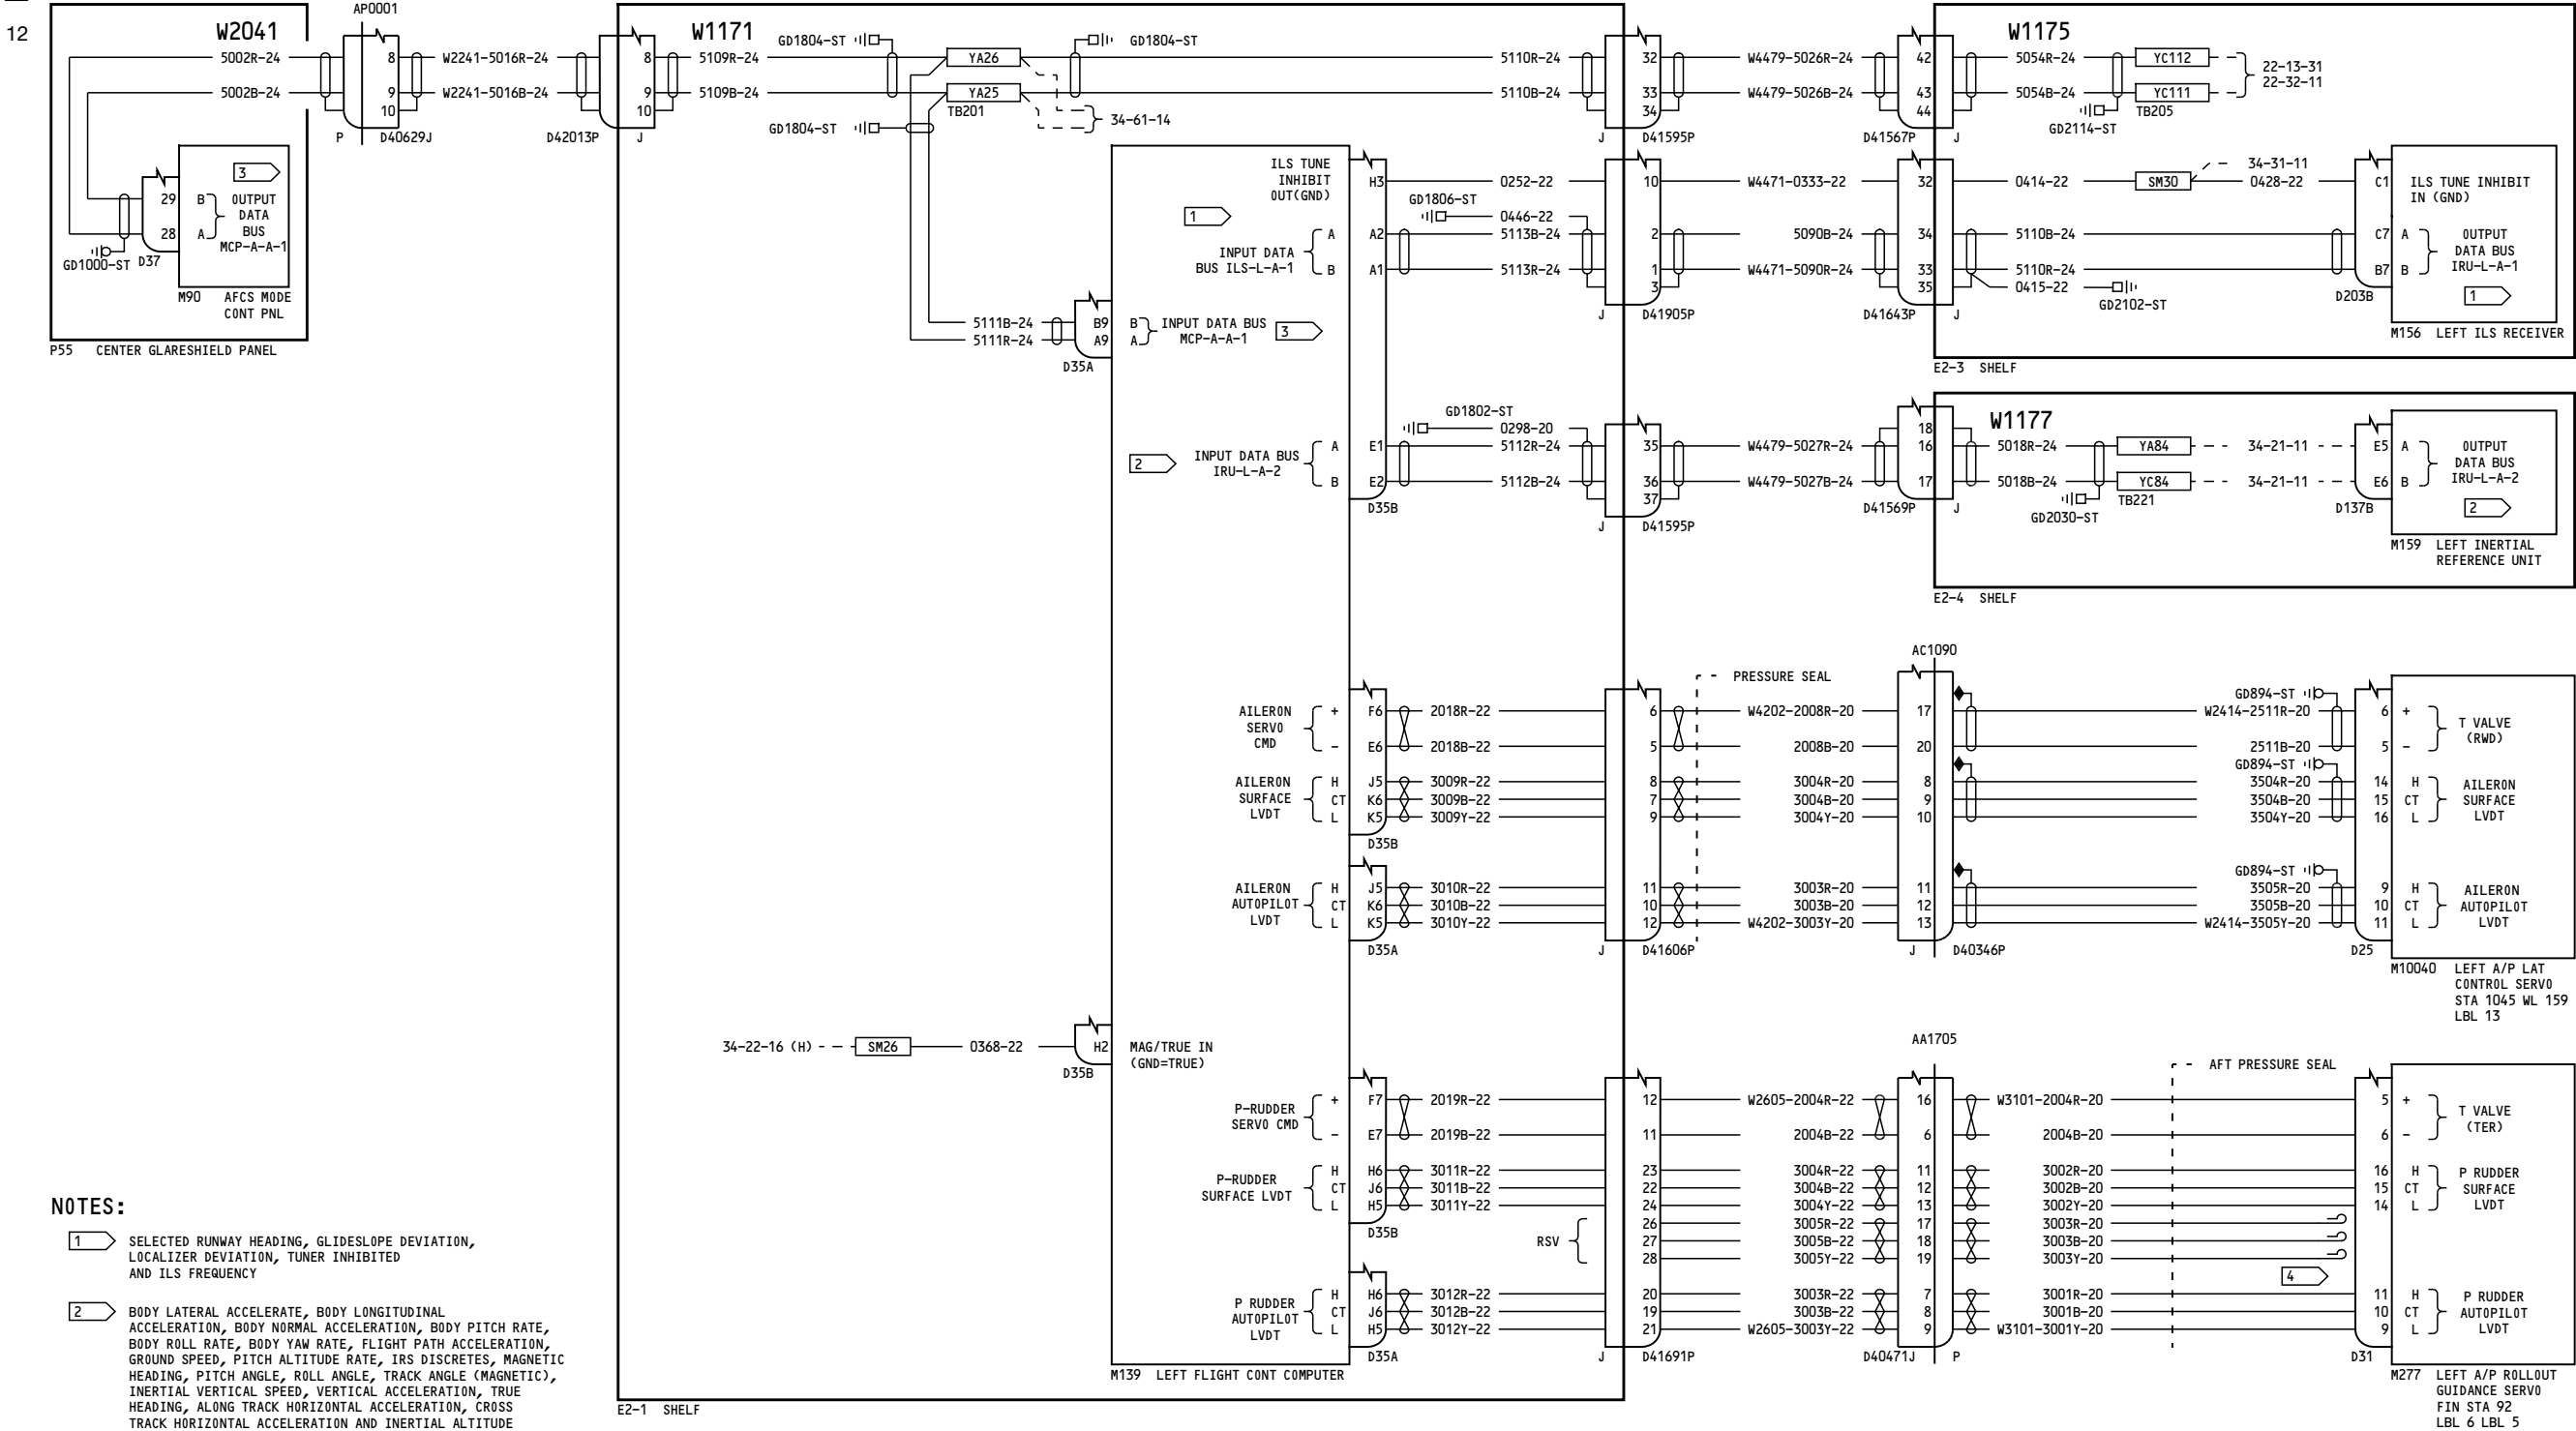 12
AP0001
W2041
5002R-24
5002B-24
8
9
10
P
D40629J
W2241-5016R-24
W2241-5016B-24
29
28
B
A
3
OUTPUT
DATA
BUS
MCP-A-A-1
GD1000-ST
D37
M90 AFCS MODE
CONT PNL
P55 CENTER GLARESHIELD PANEL
D42013P
J
8
9
10
W1171
5109R-24
5109B-24
GD1804-ST
GD1804-ST
GD1804-ST
YA26
YA25
TB201
34-61-14
5110R-24
5110B-24
32
33
34
J
D41595P
W4479-5026R-24
W4479-5026B-24
42
43
44
D41567P
J
W1175
5054R-24
5054B-24
YC112
YC111
TB205
GD2114-ST
22-13-31
22-32-11
ILS TUNE
INHIBIT
OUT(GND)
H3
0252-22
10
W4471-0333-22
32
0414-22
SM30
34-31-11
0428-22
C1
ILS TUNE INHIBIT
IN (GND)
1
GD1806-ST
0446-22
INPUT DATA
BUS ILS-L-A-1
A
B
A2
A1
5113B-24
5113R-24
2
1
3
J
D41905P
5090B-24
W4471-5090R-24
34
33
35
D41643P
J
5110B-24
5110R-24
0415-22
GD2102-ST
C7
B7
A
B
OUTPUT
DATA BUS
IRU-L-A-1
1
D203B
M156 LEFT ILS RECEIVER
E2-3 SHELF
5111B-24
5111R-24
B9
A9
B
A
INPUT DATA BUS
MCP-A-A-1
3
D35A
2
INPUT DATA BUS
IRU-L-A-2
A
B
E1
E2
D35B
GD1802-ST
0298-20
5112R-24
5112B-24
35
36
37
J
D41595P
W4479-5027R-24
W4479-5027B-24
18
16
17
D41569P
J
W1177
5018R-24
5018B-24
YA84
YC84
TB221
GD2030-ST
34-21-11
34-21-11
E5
E6
A
B
OUTPUT
DATA BUS
IRU-L-A-2
2
D137B
M159 LEFT INERTIAL
REFERENCE UNIT
E2-4 SHELF
AC1090
PRESSURE SEAL
AILERON
SERVO
CMD
+
-
F6
E6
2018R-22
2018B-22
6
5
W4202-2008R-20
2008B-20
17
20
GD894-ST
W2414-2511R-20
2511B-20
6
5
+
-
T VALVE
(RWD)
AILERON
SURFACE
LVDT
H
CT
L
J5
K6
K5
D35B
3009R-22
3009B-22
3009Y-22
8
7
9
3004R-20
3004B-20
3004Y-20
8
9
10
GD894-ST
3504R-20
3504B-20
3504Y-20
14
15
16
H
CT
L
AILERON
SURFACE
LVDT
AILERON
AUTOPILOT
LVDT
H
CT
L
J5
K6
K5
D35A
3010R-22
3010B-22
3010Y-22
11
10
12
J
D41606P
3003R-20
3003B-20
W4202-3003Y-20
11
12
13
J
D40346P
GD894-ST
3505R-20
3505B-20
W2414-3505Y-20
9
10
11
D25
H
CT
L
AILERON
AUTOPILOT
LVDT
M10040 LEFT A/P LAT
CONTROL SERVO
STA 1045 WL 159
LBL 13
34-22-16 (H)
SM26
0368-22
H2
D35B
MAG/TRUE IN
(GND=TRUE)
AA1705
AFT PRESSURE SEAL
P-RUDDER
SERVO CMD
+
-
F7
E7
2019R-22
2019B-22
12
11
W2605-2004R-22
2004B-22
16
6
W3101-2004R-20
2004B-20
5
6
+
-
T VALVE
(TER)
P-RUDDER
SURFACE LVDT
H
CT
L
H6
J6
H5
D35B
3011R-22
3011B-22
3011Y-22
23
22
24
3004R-22
3004B-22
3004Y-22
11
12
13
3002R-20
3002B-20
3002Y-20
16
15
14
H
CT
L
P RUDDER
SURFACE
LVDT
RSV
26
27
28
3005R-22
3005B-22
3005Y-22
17
18
19
3003R-20
3003B-20
3003Y-20
4
P RUDDER
AUTOPILOT
LVDT
H
CT
L
H6
J6
H5
D35A
3012R-22
3012B-22
3012Y-22
20
19
21
J
D41691P
3003R-22
3003B-22
W2605-3003Y-22
7
8
9
D40471J
P
3001R-20
3001B-20
W3101-3001Y-20
11
10
9
D31
H
CT
L
P RUDDER
AUTOPILOT
LVDT
M277 LEFT A/P ROLLOUT
GUIDANCE SERVO
FIN STA 92
LBL 6 LBL 5
M139 LEFT FLIGHT CONT COMPUTER
E2-1 SHELF
NOTES:
1 SELECTED RUNWAY HEADING, GLIDESLOPE DEVIATION,
LOCALIZER DEVIATION, TUNER INHIBITED
AND ILS FREQUENCY
2 BODY LATERAL ACCELERATE, BODY LONGITUDINAL
ACCELERATION, BODY NORMAL ACCELERATION, BODY PITCH RATE,
BODY ROLL RATE, BODY YAW RATE, FLIGHT PATH ACCELERATION,
GROUND SPEED, PITCH ALTITUDE RATE, IRS DISCRETES, MAGNETIC
HEADING, PITCH ANGLE, ROLL ANGLE, TRACK ANGLE (MAGNETIC),
INERTIAL VERTICAL SPEED, VERTICAL ACCELERATION, TRUE
HEADING, ALONG TRACK HORIZONTAL ACCELERATION, CROSS
TRACK HORIZONTAL ACCELERATION AND INERTIAL ALTITUDE